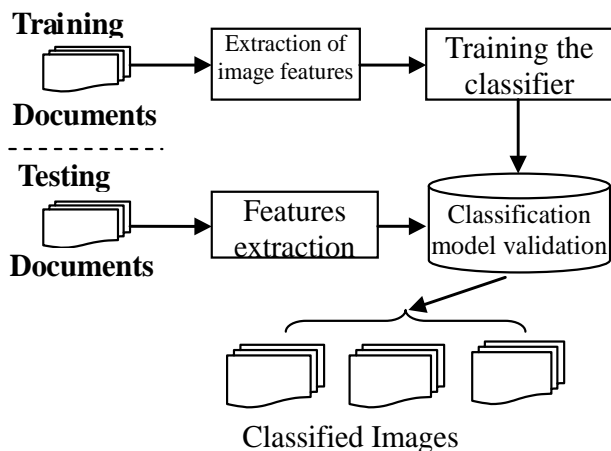 Training
Documents
Extraction of
image features
Training the
classifier
Testing
Documents
Features
extraction
Classification
model validation
Classified Images